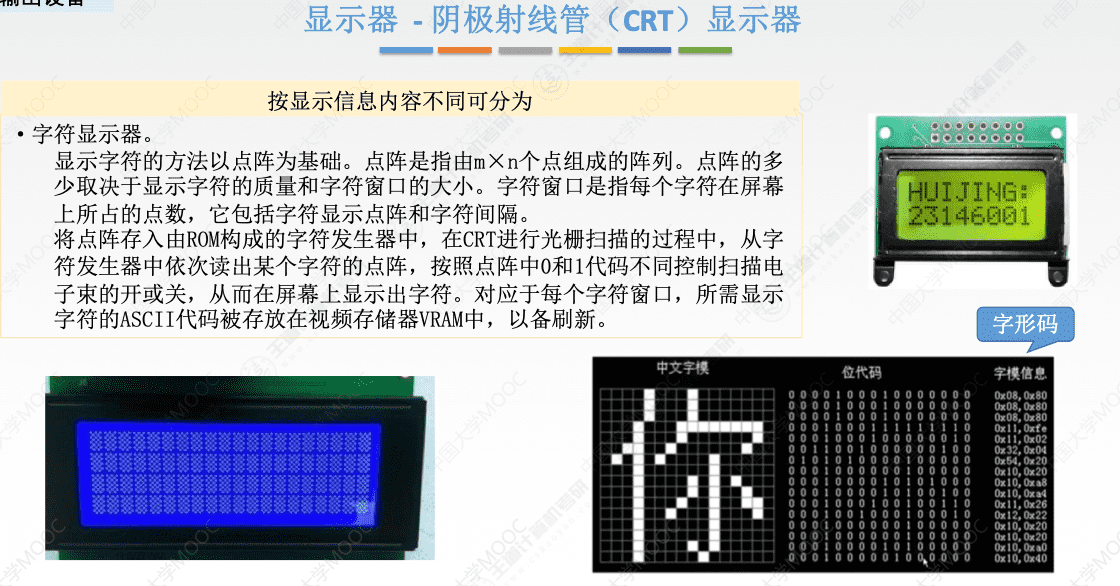 输出设备
显示器 - 阴极射线管（CRT）显示器
按显示信息内容不同可分为
• 字符显示器。
显示字符的方法以点阵为基础。点阵是指由m×n个点组成的阵列。点阵的多
少取决于显示字符的质量和字符窗口的大小。字符窗口是指每个字符在屏幕
上所占的点数，它包括字符显示点阵和字符间隔。
将点阵存入由ROM构成的字符发生器中，在CRT进行光栅扫描的过程中，从字
符发生器中依次读出某个字符的点阵，按照点阵中0和1代码不同控制扫描电
子束的开或关，从而在屏幕上显示出字符。对应于每个字符窗口，所需显示
字符的ASCII代码被存放在视频存储器VRAM中，以备刷新。
HUIJING:
23146001
字形码
中文字模 位代码 字模信息
0 0 0 0 1 0 0 0 1 0 0 0 0 0 0 0 0x08,0x80
0 0 0 0 1 0 0 0 1 0 0 0 0 0 0 0 0x08,0x80
0 0 0 0 1 0 0 0 1 0 0 0 0 0 0 0 0x08,0x80
0 0 0 1 0 0 0 1 1 1 1 1 1 1 1 0 0x11,0xfe
0 0 0 1 0 0 0 1 0 0 0 0 0 0 1 0 0x11,0x02
0 0 1 1 0 0 1 0 0 0 0 0 0 1 0 0 0x32,0x04
0 1 0 1 0 1 0 0 0 0 1 0 0 0 0 0 0x54,0x20
0 0 0 1 0 0 0 0 0 0 1 0 0 0 0 0 0x10,0x20
0 0 0 1 0 0 0 0 1 0 1 0 1 0 0 0 0x10,0xa8
0 0 0 1 0 0 0 0 1 0 1 0 0 1 0 0 0x10,0xa4
0 0 0 1 0 0 0 1 0 0 1 0 0 1 1 0 0x11,0x26
0 0 0 1 0 0 1 0 0 0 1 0 0 0 1 0 0x12,0x22
0 0 0 1 0 0 0 0 0 0 1 0 0 0 0 0 0x10,0x20
0 0 0 1 0 0 0 0 0 0 1 0 0 0 0 0 0x10,0x20
0 0 0 1 0 0 0 0 1 0 1 0 0 0 0 0 0x10,0xa0
0 0 0 1 0 0 0 0 0 1 0 0 0 0 0 0 0x10,0x40
中国大学MOOC
王道计算机考研